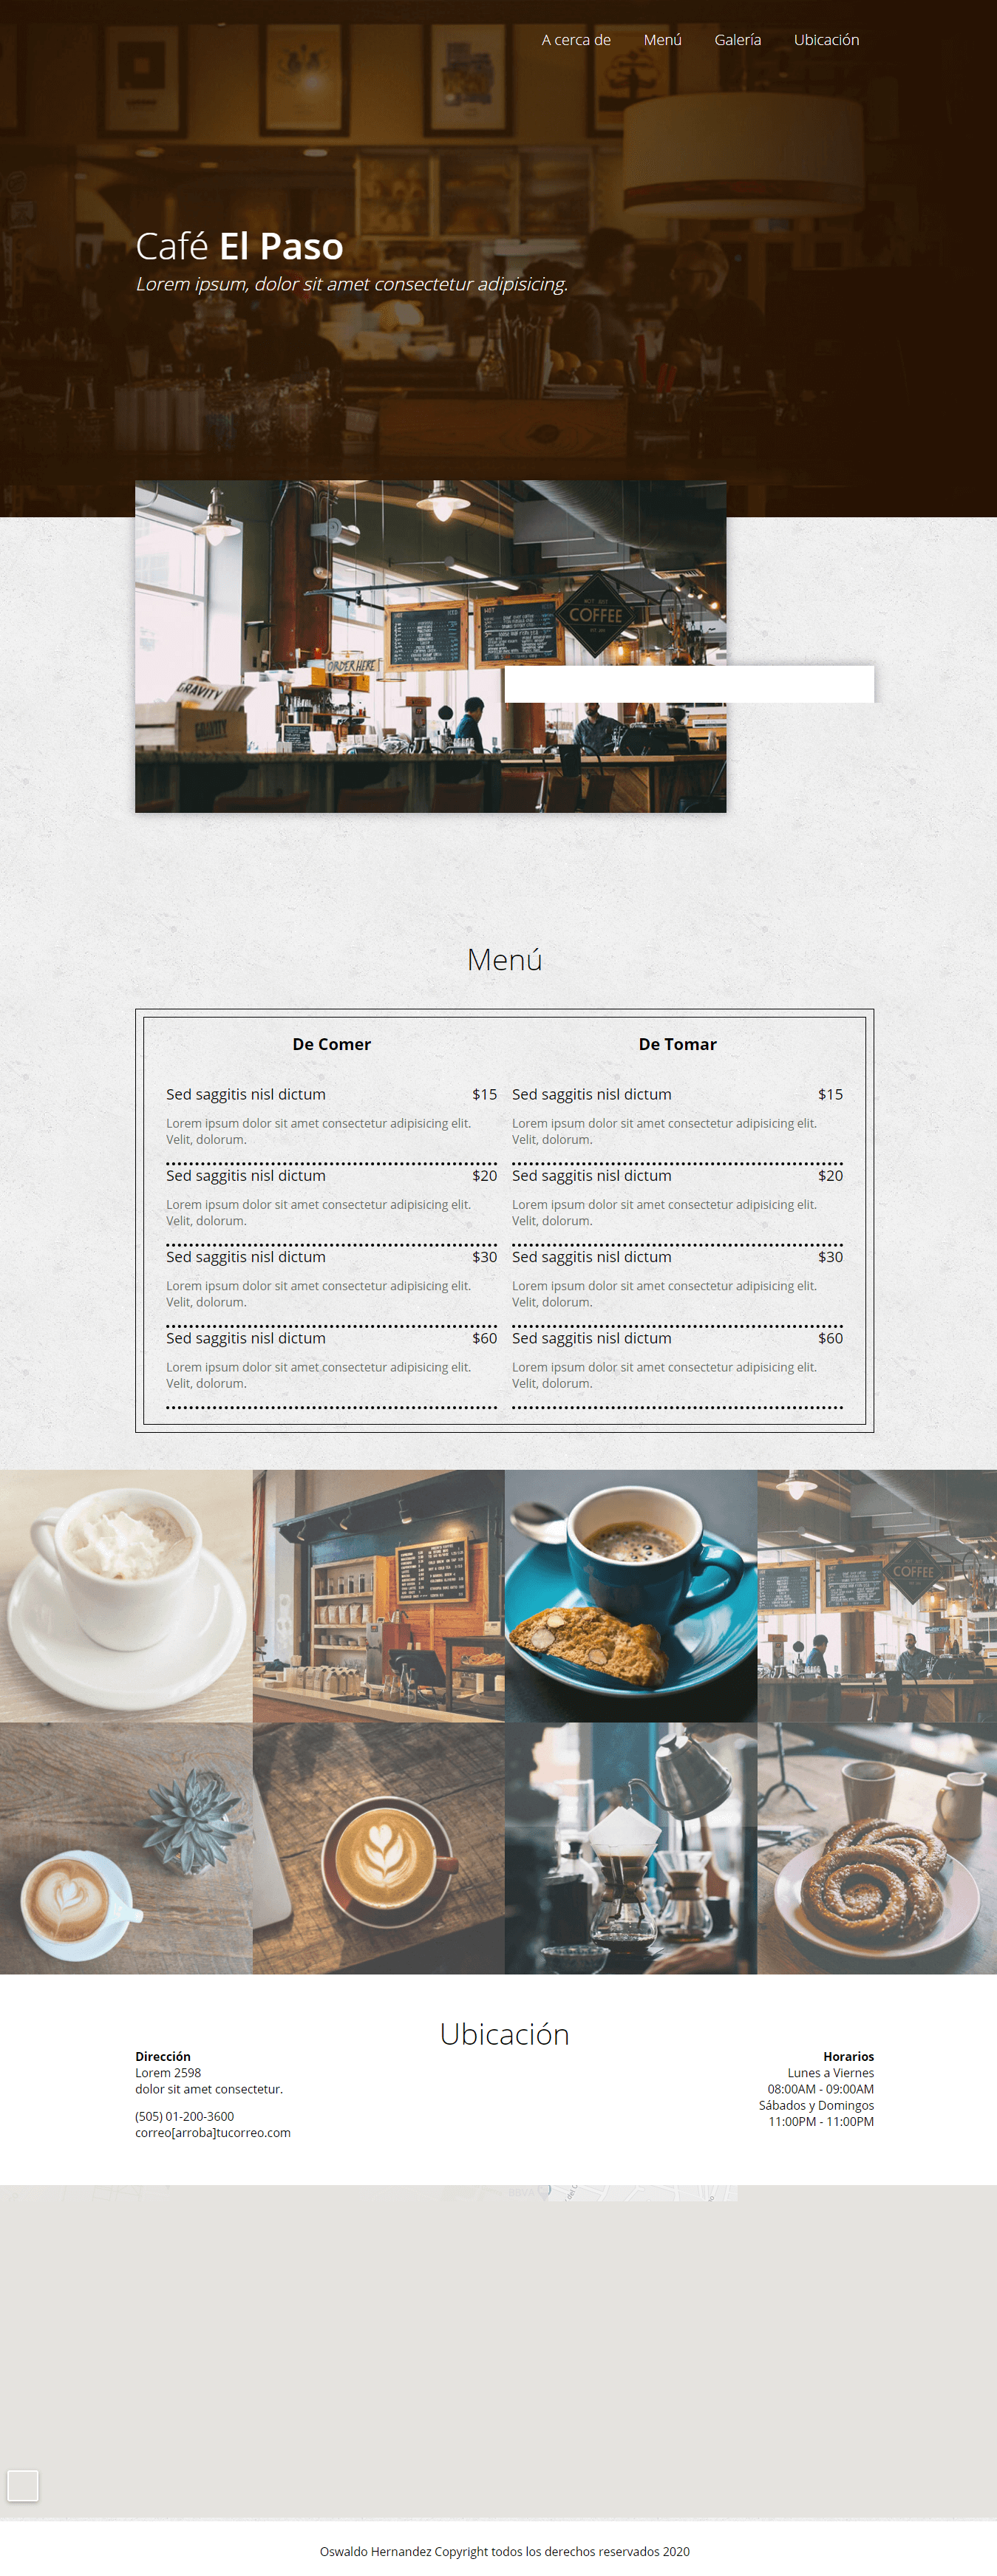 A cerca de Menú Galería Ubicación
Café El Paso
Lorem ipsum, dolor sit amet consectetur adipisicing.
COFFEE
ORDER HERE
GRAVITY
GRAVITY
Menú
De Comer
Sed saggitis nisl dictum $15
Lorem ipsum dolor sit amet consectetur adipisicing elit.
Velit, dolorum.
Sed saggitis nisl dictum $20
Lorem ipsum dolor sit amet consectetur adipisicing elit.
Velit, dolorum.
Sed saggitis nisl dictum $30
Lorem ipsum dolor sit amet consectetur adipisicing elit.
Velit, dolorum.
Sed saggitis nisl dictum $60
Lorem ipsum dolor sit amet consectetur adipisicing elit.
Velit, dolorum.
De Tomar
Sed saggitis nisl dictum $15
Lorem ipsum dolor sit amet consectetur adipisicing elit.
Velit, dolorum.
Sed saggitis nisl dictum $20
Lorem ipsum dolor sit amet consectetur adipisicing elit.
Velit, dolorum.
Sed saggitis nisl dictum $30
Lorem ipsum dolor sit amet consectetur adipisicing elit.
Velit, dolorum.
Sed saggitis nisl dictum $60
Lorem ipsum dolor sit amet consectetur adipisicing elit.
Velit, dolorum.
COFFEE
Ubicación
Dirección
Lorem 2598
dolor sit amet consectetur.
(505) 01-200-3600
correo[arroba]tucorreo.com
Horarios
Lunes a Viernes
08:00AM - 09:00AM
Sábados y Domingos
11:00PM - 11:00PM
Oswaldo Hernandez Copyright todos los derechos reservados 2020